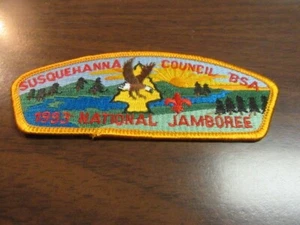 SUSQUEHANNA COUNCIL BSA
1993 NATIONAL JAMBOREE